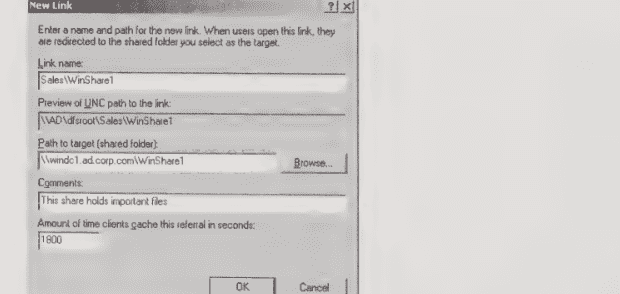 New Link
Enter a name and path for the new link. When users open this link, they
are redirected to the shared folder you select as the target.
Link name:
Sales\WinShare1
Preview of UNC path to the link:
\\AD\dfsroot\Sales\WinShare1
Path to target (shared folder):
\\windc1.ad.corp.com\WinShare1
Browse...
Comments:
This share holds important files
Amount of time clients cache this referral in seconds:
1800
OK
Cancel